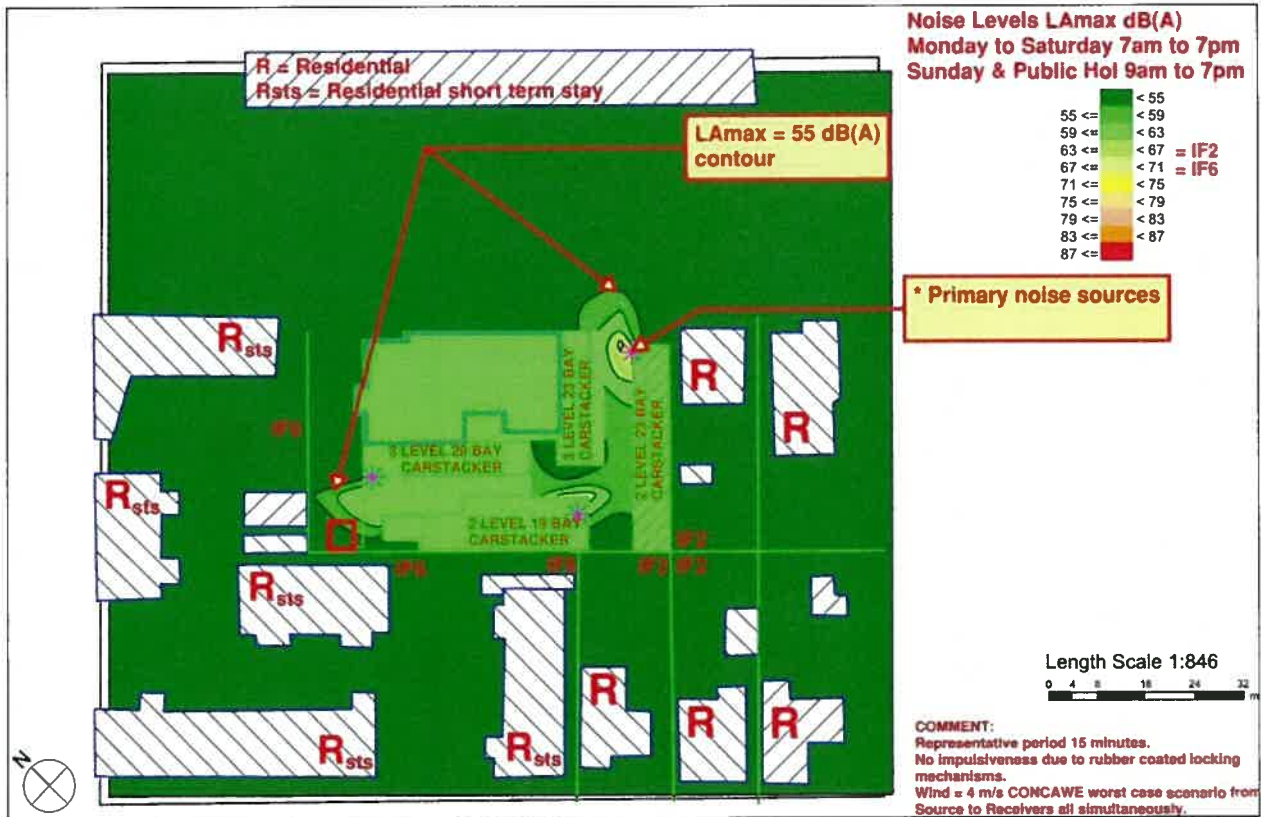 Noise Levels LAmax dB(A)
Monday to Saturday 7am to 7pm
Sunday & Public Hol 9am to 7pm
< 55
55 <= < 59
59 <= < 63
63 <= < 67 = IF2
67 <= < 71 = IF6
71 <= < 75
75 <= < 79
79 <= < 83
83 <= < 87
87 <=
R = Residential
Rsts = Residential short term stay
LAmax = 55 dB(A)
contour
* Primary noise sources
Rsts
R
R
3 LEVEL 23 BAY
CARSTACKER
2 LEVEL 23 BAY
CARSTACKER
3 LEVEL 20 BAY
CARSTACKER
Rsts
2 LEVEL 19 BAY
CARSTACKER
IF2
IF6
IF2
Rsts
R
R
R
Rsts
Rsts
N
Length Scale 1:846
0 4 8 16 24 32
m
COMMENT:
Representative period 15 minutes.
No impulsiveness due to rubber coated locking
mechanisms.
Wind = 4 m/s CONCAWE worst case scenario from
Source to Receivers all simultaneously.